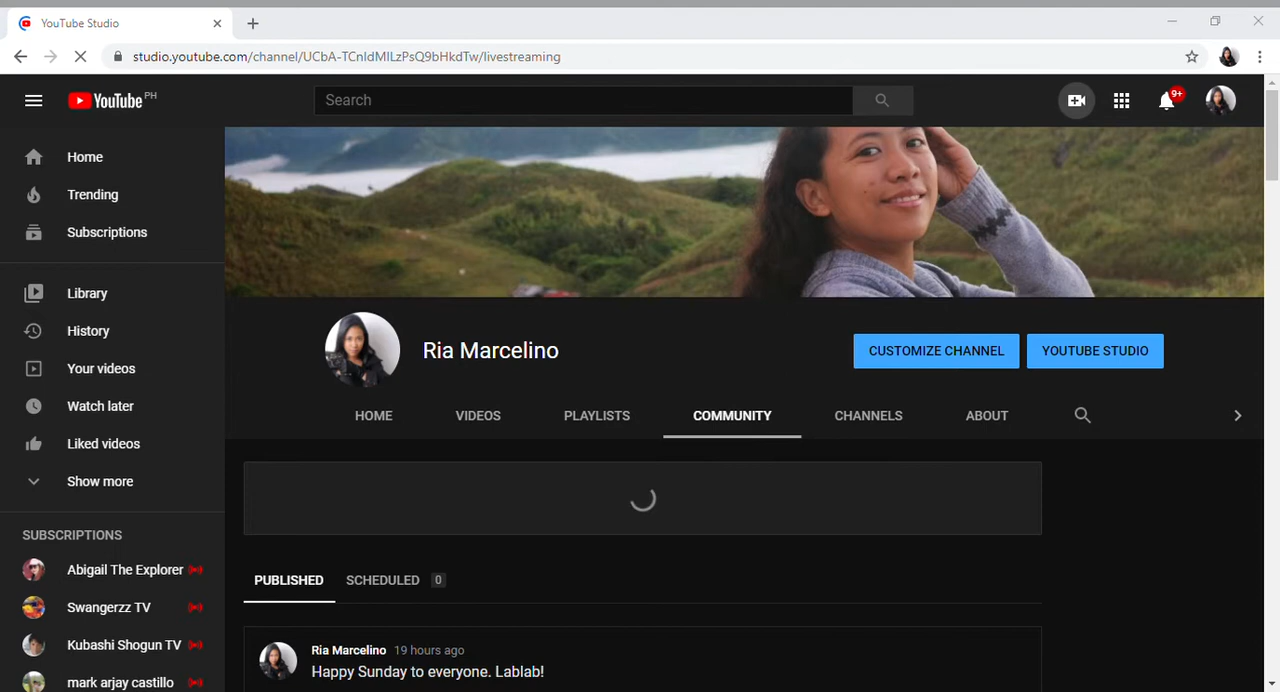 YouTube Studio
studio.youtube.com/channel/UCbA-TCnIdMILzPsQ9bHkdTw/livestreaming
YouTube PH
Search
9+
Home
Trending
Subscriptions
Library
History
Your videos
Watch later
Liked videos
Show more
SUBSCRIPTIONS
Abigail The Explorer
Swangerzz TV
Kubashi Shogun TV
mark arjay castillo
Ria Marcelino
CUSTOMIZE CHANNEL
YOUTUBE STUDIO
HOME VIDEOS PLAYLISTS COMMUNITY CHANNELS ABOUT
PUBLISHED SCHEDULED 0
Ria Marcelino 19 hours ago
Happy Sunday to everyone. Lablab!